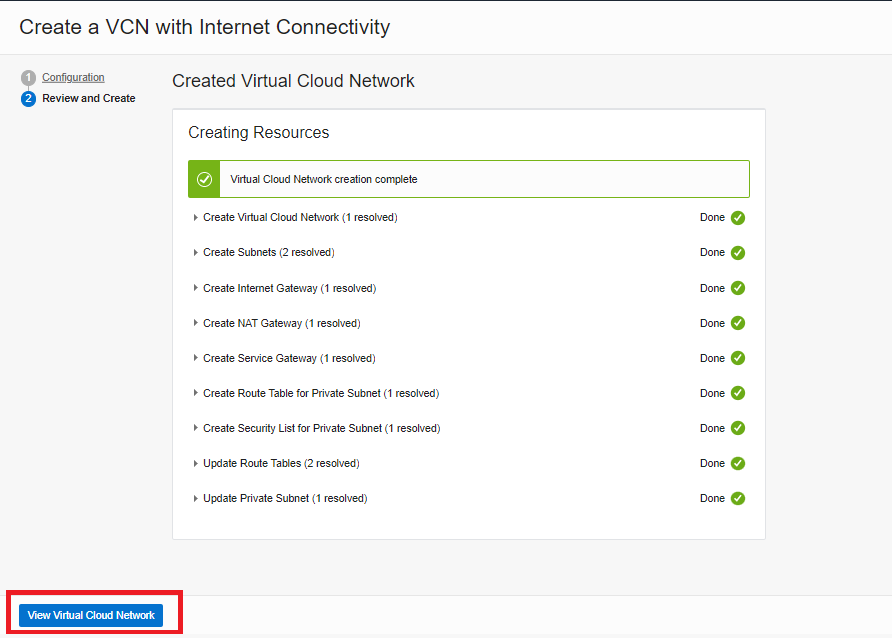 Create a VCN with Internet Connectivity
1 Configuration
2 Review and Create
Created Virtual Cloud Network
Creating Resources
Virtual Cloud Network creation complete
Create Virtual Cloud Network (1 resolved) Done
Create Subnets (2 resolved) Done
Create Internet Gateway (1 resolved) Done
Create NAT Gateway (1 resolved) Done
Create Service Gateway (1 resolved) Done
Create Route Table for Private Subnet (1 resolved) Done
Create Security List for Private Subnet (1 resolved) Done
Update Route Tables (2 resolved) Done
Update Private Subnet (1 resolved) Done
View Virtual Cloud Network